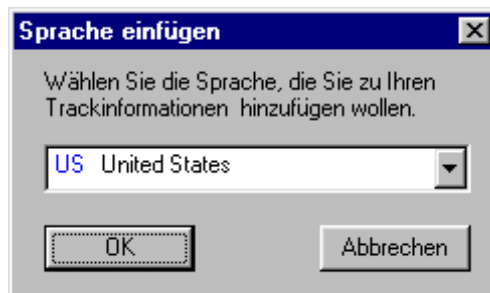 Sprache einfügen
Wählen Sie die Sprache, die Sie zu Ihren
Trackinformationen hinzufügen wollen.
US United States
OK Abbrechen